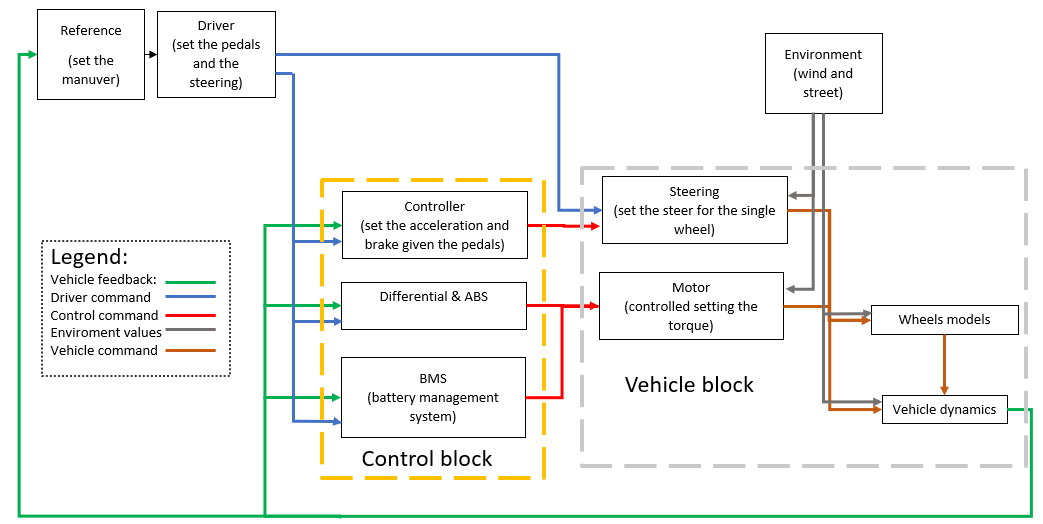 Reference
(set the
manuver)
Driver
(set the pedals
and the
steering)
Environment
(wind and
street)
Steering
(set the steer for the single
wheel)
Controller
(set the acceleration and
brake given the pedals)
Legend:
Vehicle feedback:
Driver command
Control command
Enviroment values
Vehicle command
Differential & ABS
Motor
(controlled setting the
torque)
Wheels models
BMS
(battery management
system)
Vehicle block
Vehicle dynamics
Control block